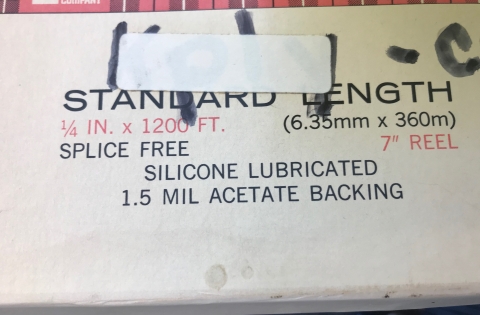 COMPANY
- C
STANDARD LENGTH
¼ IN. x 1200 FT. (6.35mm x 360m)
SPLICE FREE 7" REEL
SILICONE LUBRICATED
1.5 MIL ACETATE BACKING